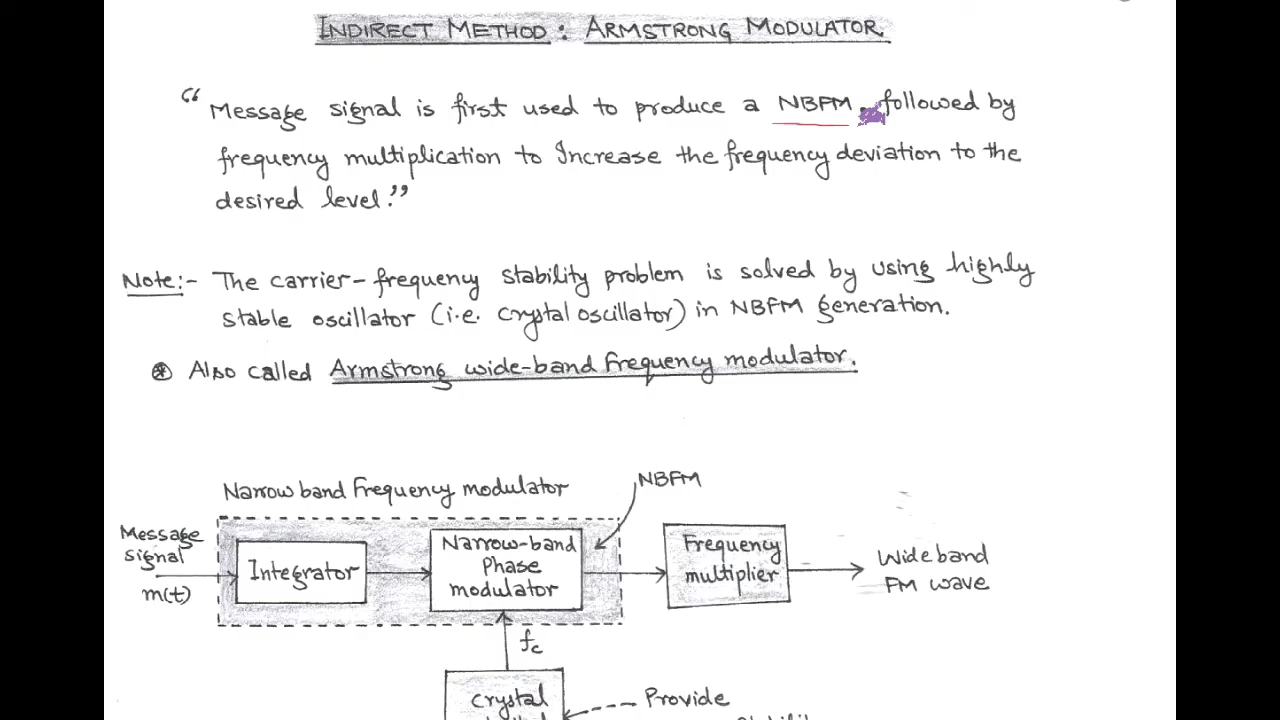 INDIRECT METHOD: ARMSTRONG MODULATOR.
“Message signal is first used to produce a NBFM, followed by
frequency multiplication to Increase the frequency deviation to the
desired level.”
Note:- The carrier-frequency stability problem is solved by using highly
stable oscillator (i.e. crystal oscillator) in NBFM generation.
⊛ Also called Armstrong wide-band frequency modulator.
Narrow band frequency modulator
NBFM
Message
signal
m(t)
Integrator
Narrow-band
Phase
modulator
Frequency
multiplier
Wide band
FM wave
fc
Crystal
Provide